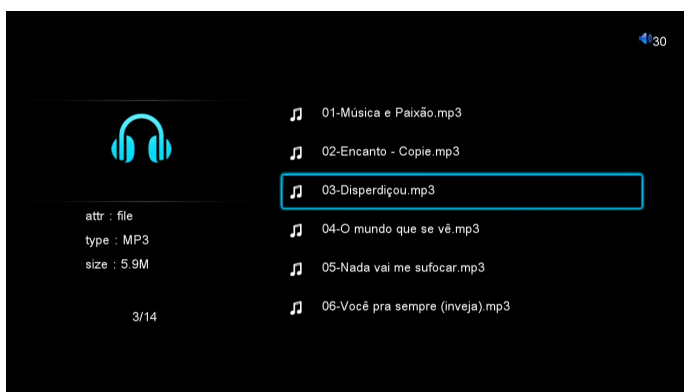 30
01-Música e Paixão.mp3
02-Encanto - Copie.mp3
03-Disperdiçou.mp3
04-O mundo que se vê.mp3
05-Nada vai me sufocar.mp3
06-Você pra sempre (inveja).mp3
attr : file
type : MP3
size : 5.9M
3/14